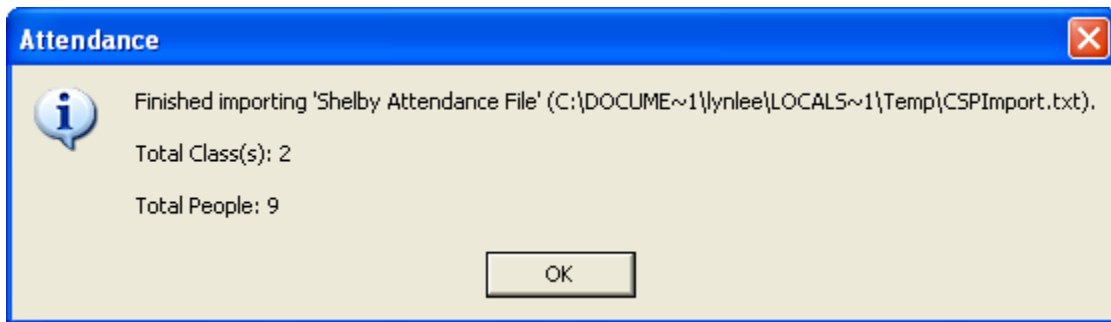 Attendance
Finished importing 'Shelby Attendance File' (C:\DOCUME~1\lynlee\LOCALS~1\Temp\CSPImport.txt).
Total Class(s): 2
Total People: 9
OK